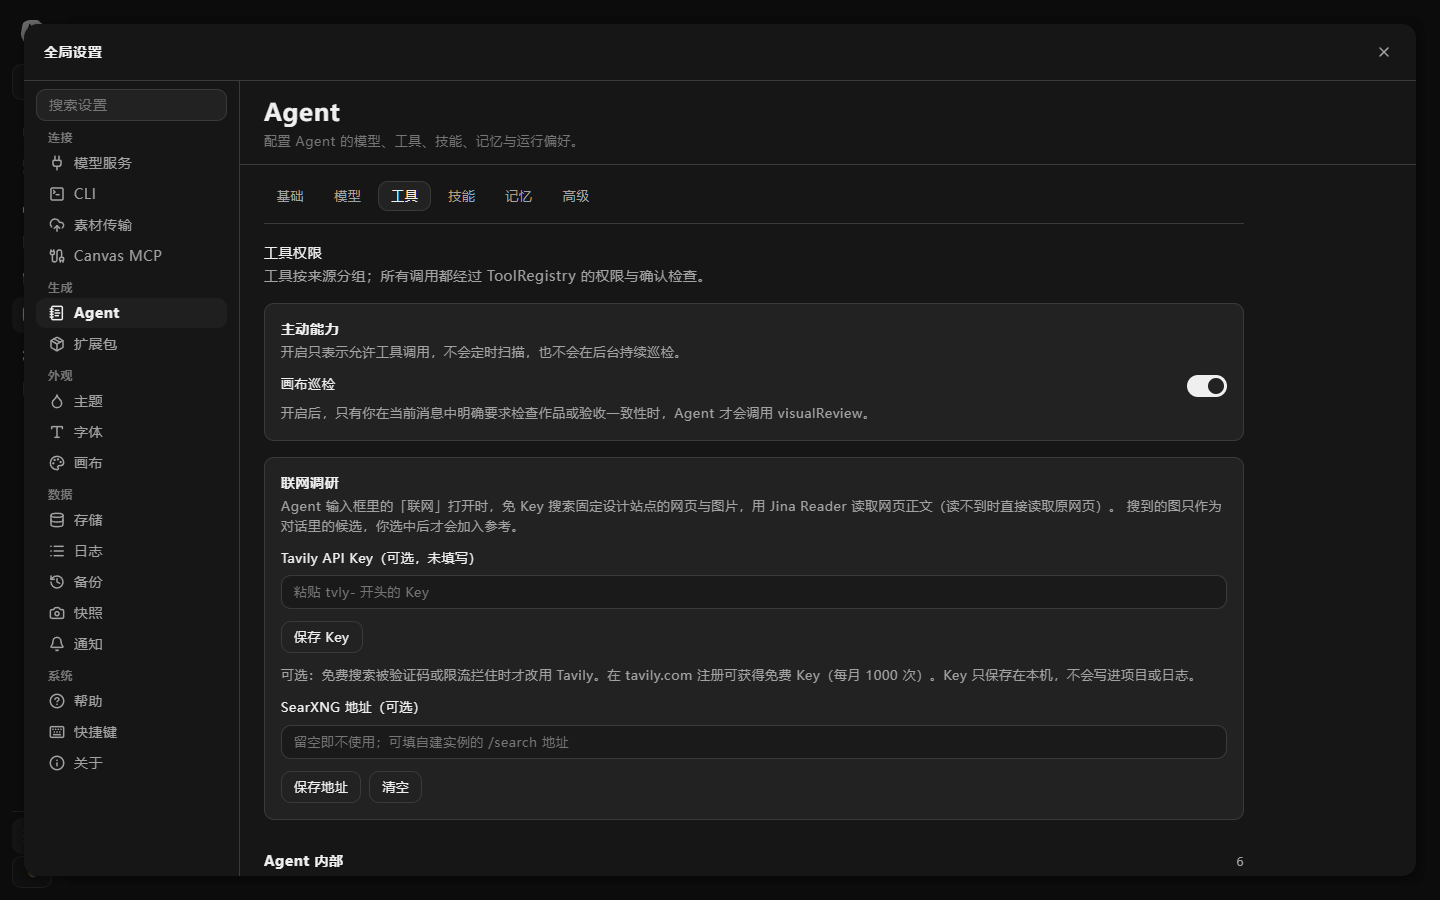 全局设置
搜索设置
连接
模型服务
CLI
素材传输
Canvas MCP
生成
Agent
扩展包
外观
主题
字体
画布
数据
存储
日志
备份
快照
通知
系统
帮助
快捷键
关于
Agent
配置 Agent 的模型、工具、技能、记忆与运行偏好。
基础 模型 工具 技能 记忆 高级
工具权限
工具按来源分组；所有调用都经过 ToolRegistry 的权限与确认检查。
主动能力
开启只表示允许工具调用，不会定时扫描，也不会在后台持续巡检。
画布巡检
开启后，只有你在当前消息中明确要求检查作品或验收一致性时，Agent 才会调用 visualReview。
联网调研
Agent 输入框里的「联网」打开时，免 Key 搜索固定设计站点的网页与图片，用 Jina Reader 读取网页正文（读不到时直接读取原网页）。 搜到的图只作为
对话里的候选，你选中后才会加入参考。
Tavily API Key（可选，未填写）
粘贴 tvly- 开头的 Key
保存 Key
可选：免费搜索被验证码或限流拦住时才改用 Tavily。在 tavily.com 注册可获得免费 Key（每月 1000 次）。Key 只保存在本机，不会写进项目或日志。
SearXNG 地址（可选）
留空即不使用；可填自建实例的 /search 地址
保存地址 清空
Agent 内部 6